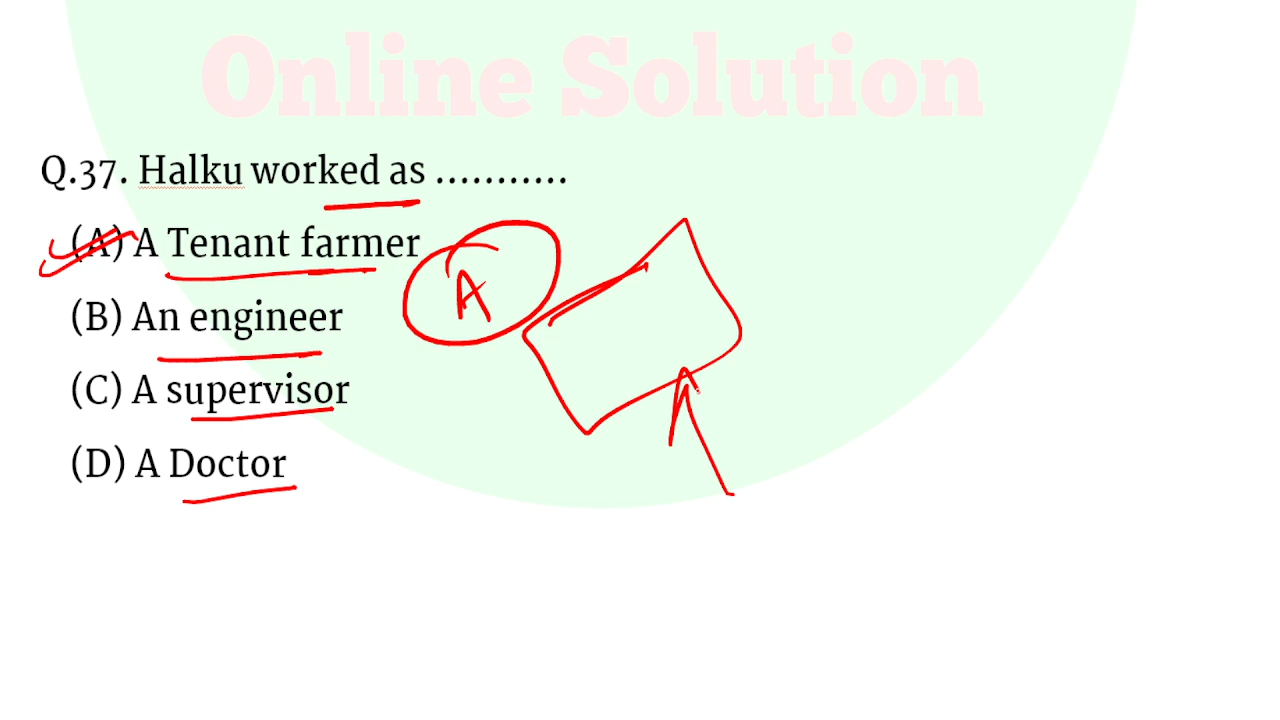 Online Solution
Q.37. Halku worked as ...........
(A) A Tenant farmer
A
(B) An engineer
(C) A supervisor
(D) A Doctor